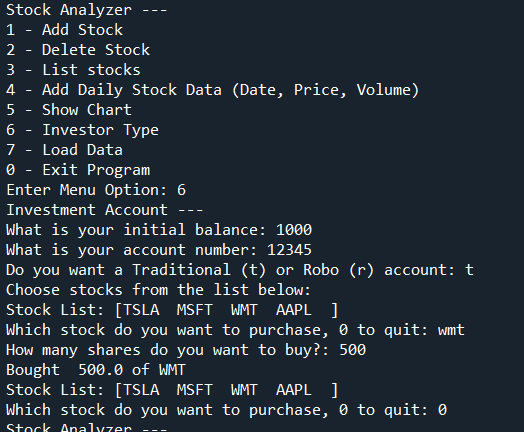 Stock Analyzer ---
1 - Add Stock
2 - Delete Stock
3 - List stocks
4 - Add Daily Stock Data (Date, Price, Volume)
5 - Show Chart
6 - Investor Type
7 - Load Data
0 - Exit Program
Enter Menu Option: 6
Investment Account ---
What is your initial balance: 1000
What is your account number: 12345
Do you want a Traditional (t) or Robo (r) account: t
Choose stocks from the list below:
Stock List: [TSLA  MSFT  WMT  AAPL  ]
Which stock do you want to purchase, 0 to quit: wmt
How many shares do you want to buy?: 500
Bought  500.0 of WMT
Stock List: [TSLA  MSFT  WMT  AAPL  ]
Which stock do you want to purchase, 0 to quit: 0
Stock Analyzer ---